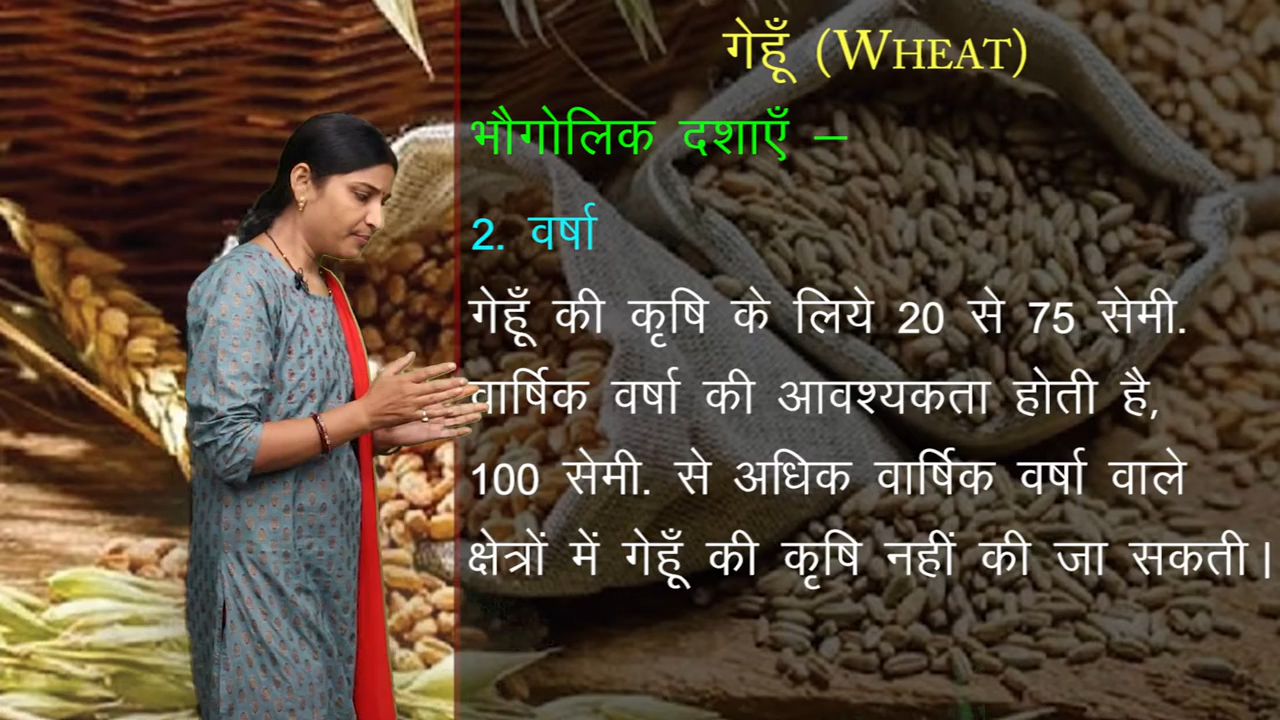 गेहूँ (WHEAT)
भौगोलिक दशाएँ –
2. वर्षा
गेहूँ की कृषि के लिये 20 से 75 सेमी.
वार्षिक वर्षा की आवश्यकता होती है,
100 सेमी. से अधिक वार्षिक वर्षा वाले
क्षेत्रों में गेहूँ की कृषि नहीं की जा सकती।